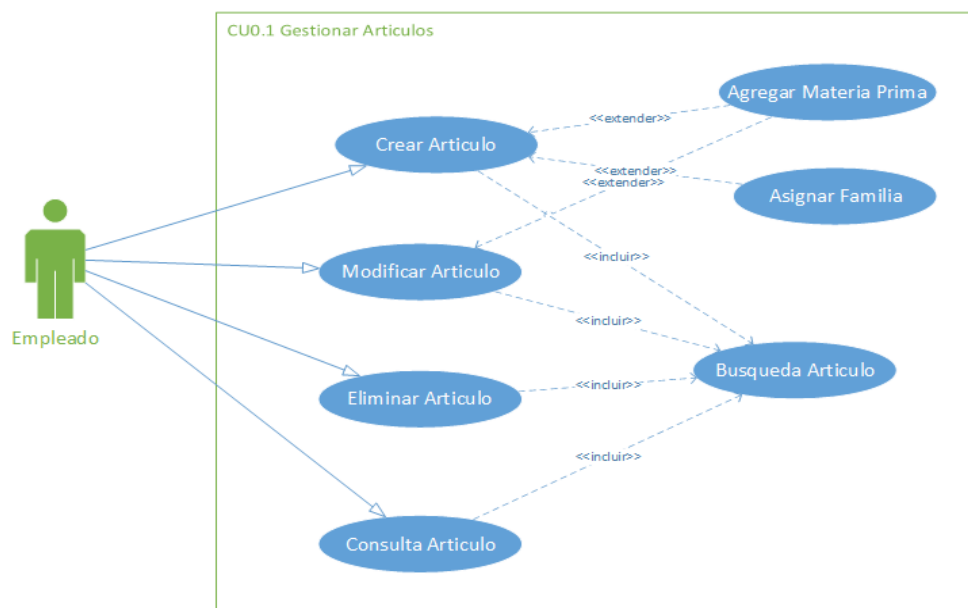 CU0.1 Gestionar Articulos
Agregar Materia Prima
<<extender>>
Crear Articulo
<<extender>>
<<extender>>
Asignar Familia
<<incluir>>
Modificar Articulo
<<incluir>>
Empleado
Busqueda Articulo
<<incluir>>
Eliminar Articulo
<<incluir>>
Consulta Articulo